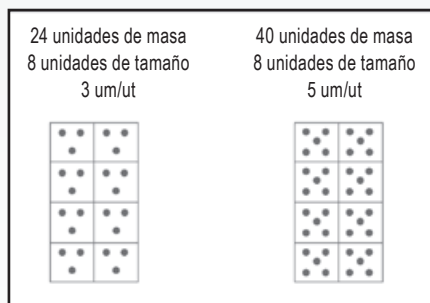 24 unidades de masa
8 unidades de tamaño
3 um/ut
40 unidades de masa
8 unidades de tamaño
5 um/ut